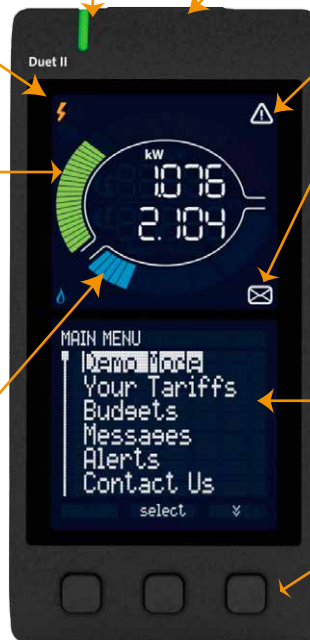 Duet II
kW
1.076
2.104
MAIN MENU
Demo Mode
Your Tariffs
Budgets
Messages
Alerts
Contact Us
select